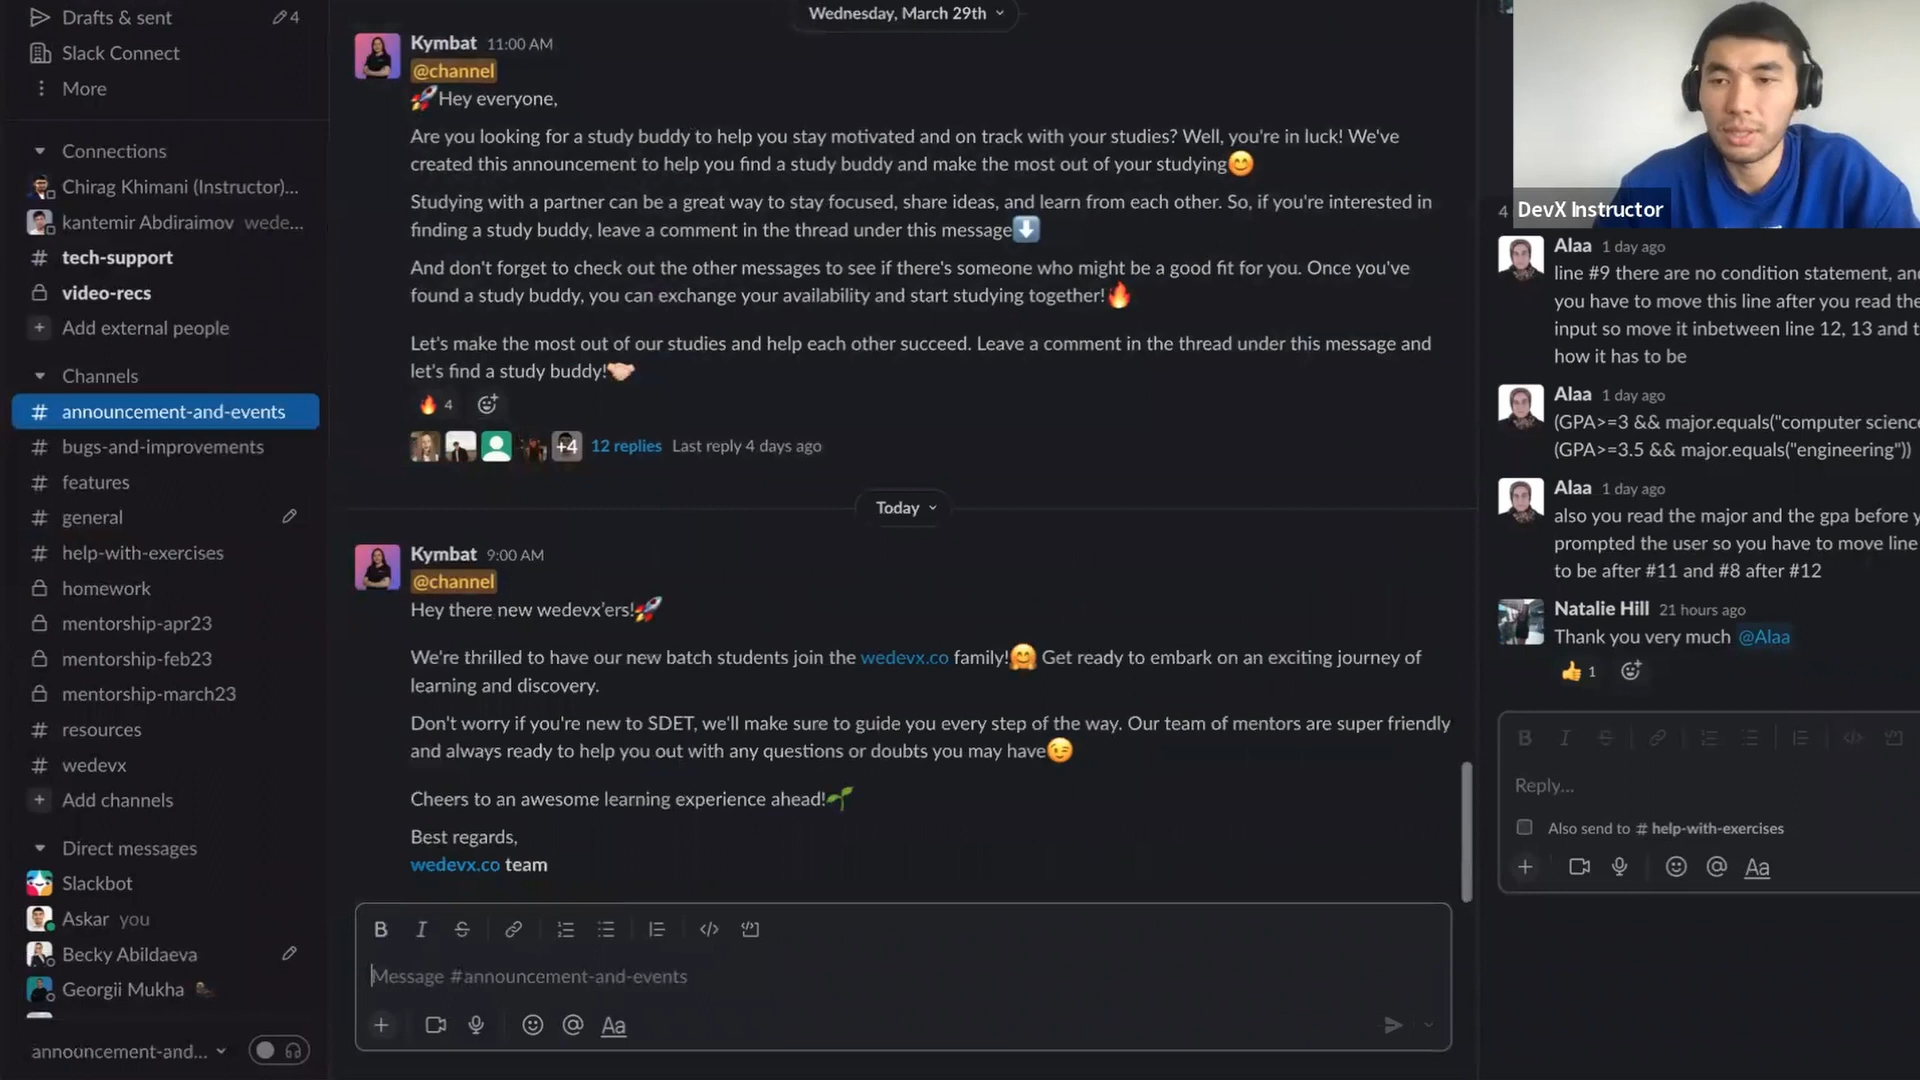 Drafts & sent
4
Slack Connect
More
Connections
Chirag Khimani (Instructor)...
kantemir Abdiraimov wede...
# tech-support
video-recs
+ Add external people
Channels
# announcement-and-events
# bugs-and-improvements
# features
# general
# help-with-exercises
homework
mentorship-apr23
mentorship-feb23
mentorship-march23
# resources
# wedevx
+ Add channels
Direct messages
Slackbot
Askar you
Becky Abildaeva
Georgii Mukha
announcement-and...
Wednesday, March 29th
Kymbat 11:00 AM
@channel
🚀Hey everyone,
Are you looking for a study buddy to help you stay motivated and on track with your studies? Well, you're in luck! We've
created this announcement to help you find a study buddy and make the most out of your studying😊
Studying with a partner can be a great way to stay focused, share ideas, and learn from each other. So, if you're interested in
finding a study buddy, leave a comment in the thread under this message⬇️
And don't forget to check out the other messages to see if there's someone who might be a good fit for you. Once you've
found a study buddy, you can exchange your availability and start studying together!🔥
Let's make the most out of our studies and help each other succeed. Leave a comment in the thread under this message and
let's find a study buddy!🤝
🔥 4
+4 12 replies Last reply 4 days ago
Today
Kymbat 9:00 AM
@channel
Hey there new wedevx'ers!🚀
We're thrilled to have our new batch students join the wedevx.co family!🤗 Get ready to embark on an exciting journey of
learning and discovery.
Don't worry if you're new to SDET, we'll make sure to guide you every step of the way. Our team of mentors are super friendly
and always ready to help you out with any questions or doubts you may have😉
Cheers to an awesome learning experience ahead!🌱
Best regards,
wedevx.co team
B I S
Message #announcement-and-events
+ @ Aa
DevX Instructor
4
Alaa 1 day ago
line #9 there are no condition statement, and
you have to move this line after you read the
input so move it inbetween line 12, 13 and t
how it has to be
Alaa 1 day ago
(GPA>=3 && major.equals("computer science
(GPA>=3.5 && major.equals("engineering"))
Alaa 1 day ago
also you read the major and the gpa before y
prompted the user so you have to move line
to be after #11 and #8 after #12
Natalie Hill 21 hours ago
Thank you very much @Alaa
👍 1
B I S
Reply...
Also send to # help-with-exercises
+ @ Aa